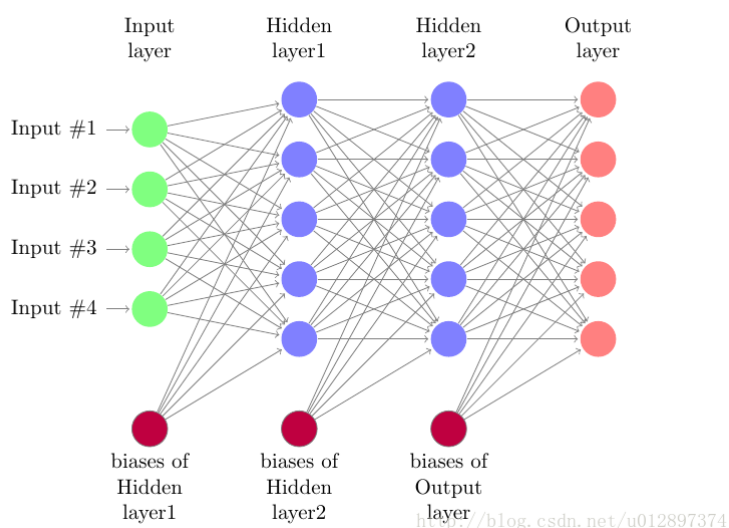 Input
layer
Hidden
layer1
Hidden
layer2
Output
layer
Input #1
Input #2
Input #3
Input #4
biases of
Hidden
layer1
biases of
Hidden
layer2
biases of
Output
layer
http://blog.csdn.net/u012897374